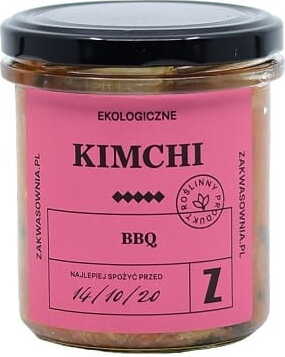 EKOLOGICZNE
KIMCHI
ROŚLINNY PRODUKT
BBQ
NAJLEPIEJ SPOŻYĆ PRZED
14/10/20
Z
ZAKWASOWNIA.PL
ZAKWASOWNIA.PL